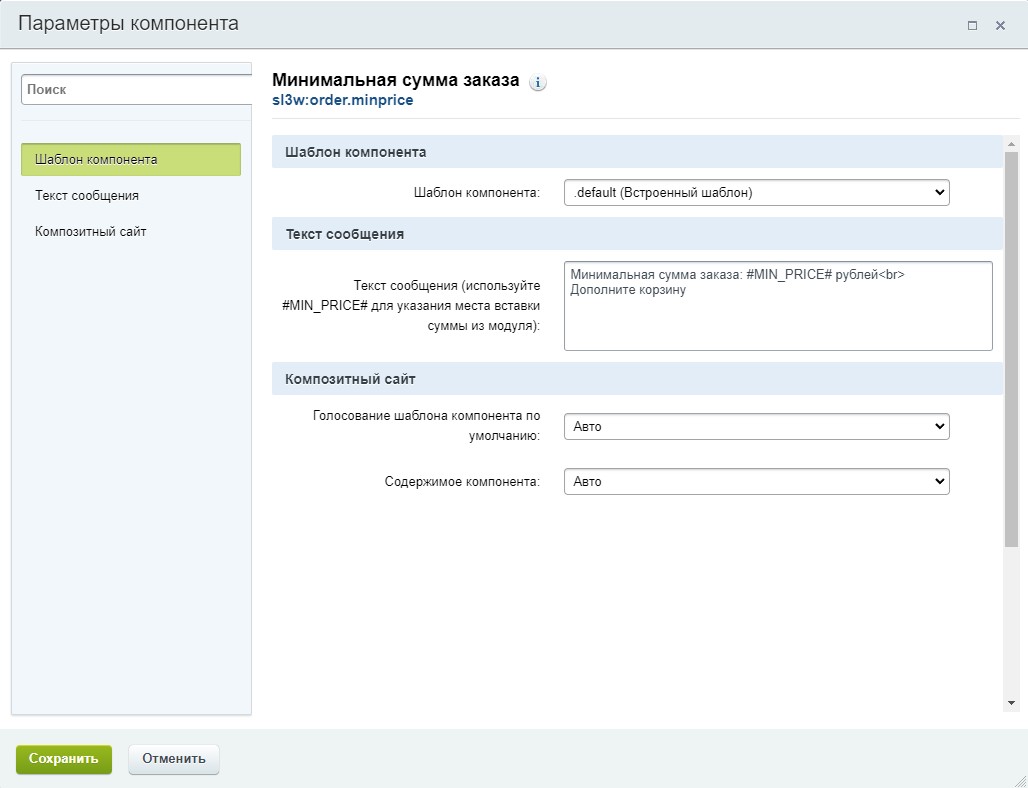 Параметры компонента
Поиск
Шаблон компонента
Текст сообщения
Композитный сайт
Минимальная сумма заказа
sl3w:order.minprice
Шаблон компонента
Шаблон компонента: .default (Встроенный шаблон)
Текст сообщения
Текст сообщения (используйте
#MIN_PRICE# для указания места вставки
суммы из модуля):
Минимальная сумма заказа: #MIN_PRICE# рублей<br>
Дополните корзину
Композитный сайт
Голосование шаблона компонента по
умолчанию:
Авто
Содержимое компонента: Авто
Сохранить Отменить